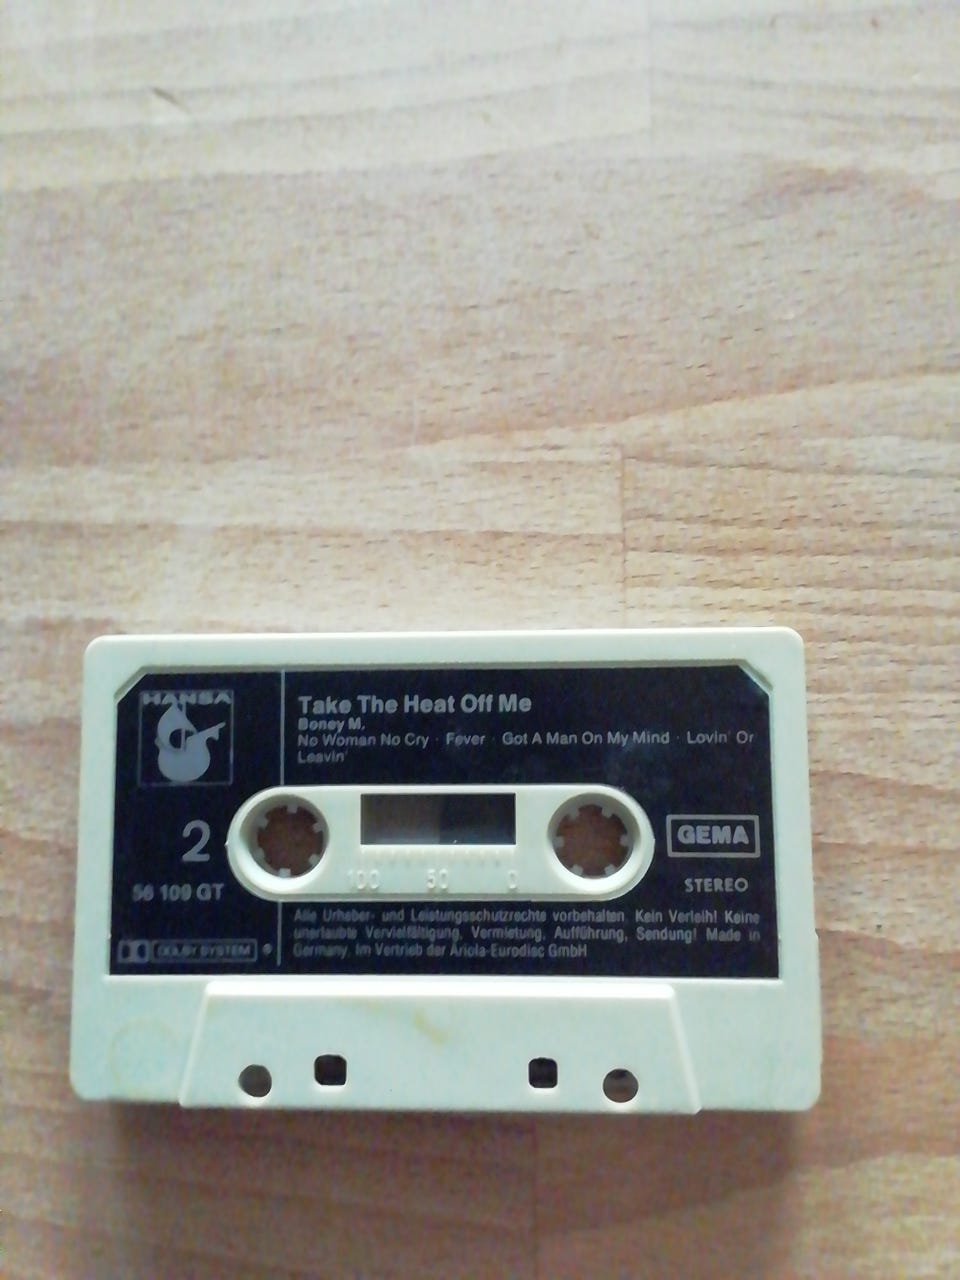 HANSA
Take The Heat Off Me
Boney M.
No Woman No Cry · Fever · Got A Man On My Mind · Lovin' Or
Leavin'
2
GEMA
56 109 GT
STEREO
100 50 0
Alle Urheber- und Leistungsschutzrechte vorbehalten. Kein Verleih! Keine
unerlaubte Vervielfältigung, Vermietung, Aufführung, Sendung! Made in
Germany. Im Vertrieb der Ariola-Eurodisc GmbH
DOLBY SYSTEM ®